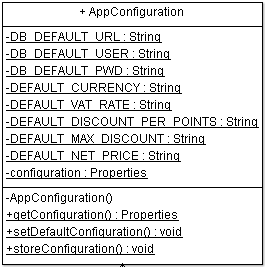 + AppConfiguration
-DB_DEFAULT_URL : String
-DB_DEFAULT_USER : String
-DB_DEFAULT_PWD : String
-DEFAULT_CURRENCY : String
-DEFAULT_VAT_RATE : String
-DEFAULT_DISCOUNT_PER_POINTS : String
-DEFAULT_MAX_DISCOUNT : String
-DEFAULT_NET_PRICE : String
-configuration : Properties
-AppConfiguration()
+getConfiguration() : Properties
+setDefaultConfiguration() : void
+storeConfiguration() : void